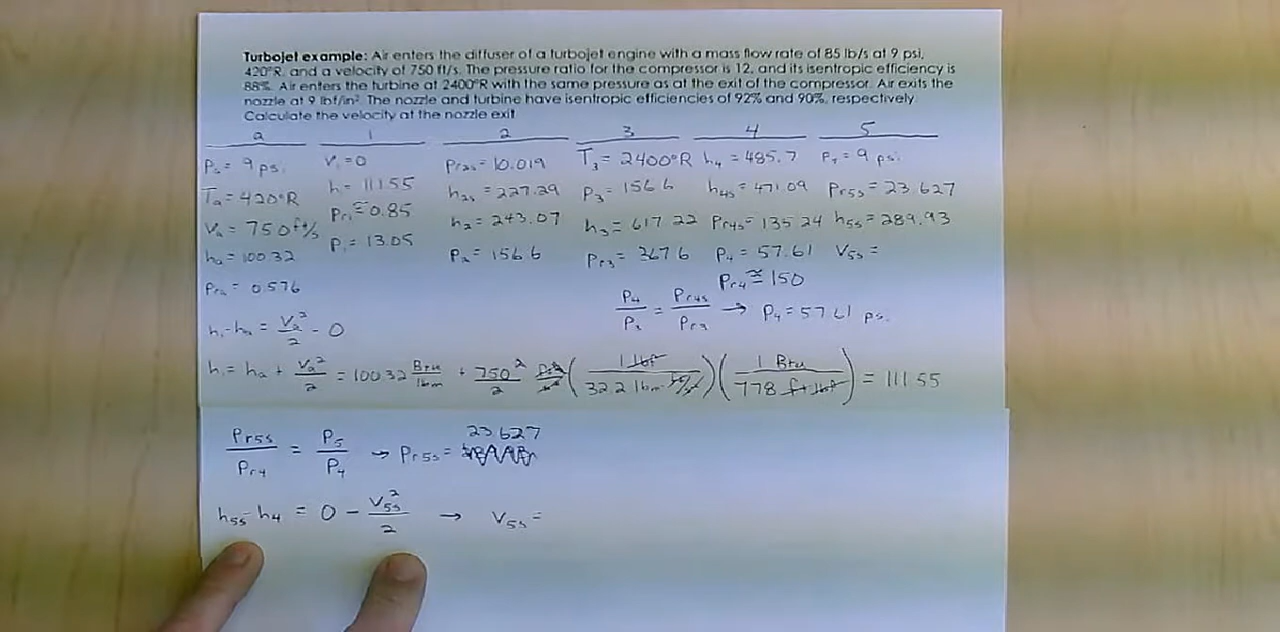 Turbojet example: Air enters the diffuser of a turbojet engine with a mass flow rate of 85 lb/s at 9 psi,
420°R, and a velocity of 750 ft/s. The pressure ratio for the compressor is 12, and its isentropic efficiency is
88%. Air enters the turbine at 2400°R with the same pressure as at the exit of the compressor. Air exits the
nozzle at 9 lbf/in². The nozzle and turbine have isentropic efficiencies of 92% and 90%, respectively.
Calculate the velocity at the nozzle exit.
a 1 2 3 4 5
Pa = 9 psi V1 = 0 Pr2s = 10.019 T3 = 2400°R h4 = 485.7 P5 = 9 psi
Ta = 420°R h1 = 111.55 h2s = 227.29 P3 = 156.6 h4s = 471.09 Pr5s = 23.627
Va = 750 ft/s Pr1 ≅ 0.85 h2 = 243.07 h3 = 617.22 Pr4s = 135.24 h5s = 289.93
ha = 100.32 P1 = 13.05 P2 = 156.6 Pr3 = 367.6 P4 = 57.61 V5s =
Pra = 0.576 Pr4 ≅ 150
P4/P3 = Pr4s/Pr3 → P4 = 57.61 psi
h1-ha = Va²/2 - 0
h1 = ha + Va²/2 = 100.32 Btu/lbm + 750²/2 ft²/s² (1 lbf / 32.2 lbm ft/s²) (1 Btu / 778 ft lbf) = 111.55
Pr5s/Pr4 = P5/P4 → Pr5s = 23.627
h5s - h4 = 0 - V5s²/2 → V5s =